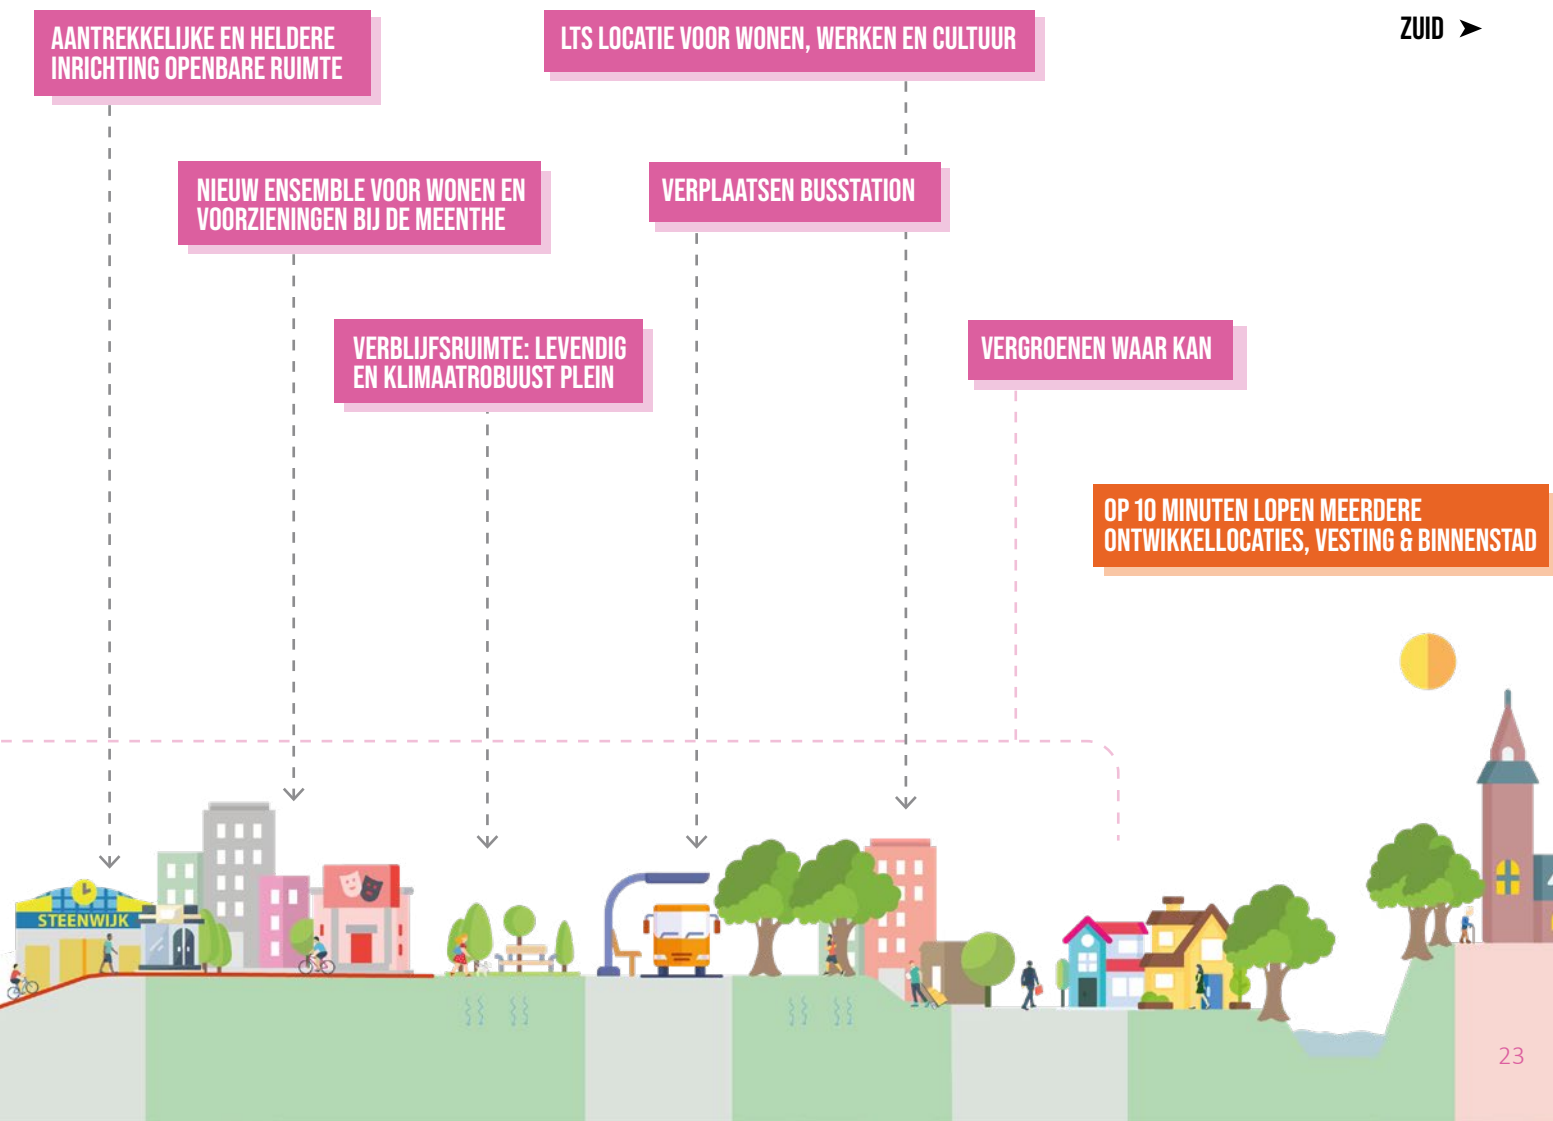 AANTREKKELIJKE EN HELDERE
INRICHTING OPENBARE RUIMTE
LTS LOCATIE VOOR WONEN, WERKEN EN CULTUUR
ZUID ➤
NIEUW ENSEMBLE VOOR WONEN EN
VOORZIENINGEN BIJ DE MEENTHE
VERPLAATSEN BUSSTATION
VERBLIJFSRUIMTE: LEVENDIG
EN KLIMAATROBUUST PLEIN
VERGROENEN WAAR KAN
OP 10 MINUTEN LOPEN MEERDERE
ONTWIKKELLOCATIES, VESTING & BINNENSTAD
STEENWIJK
23